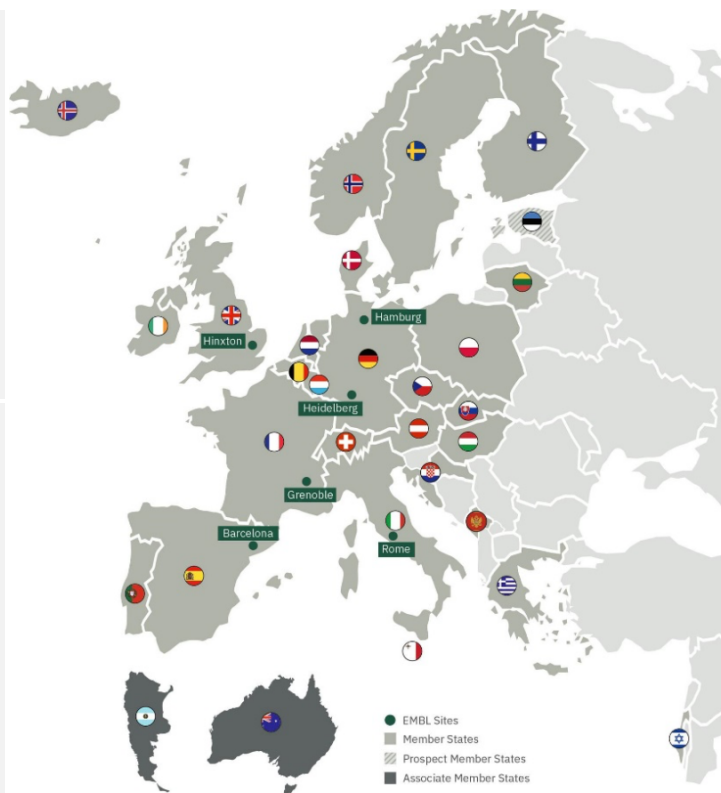 Hamburg
Hinxton
Heidelberg
Grenoble
Barcelona
Rome
EMBL Sites
Member States
Prospect Member States
Associate Member States